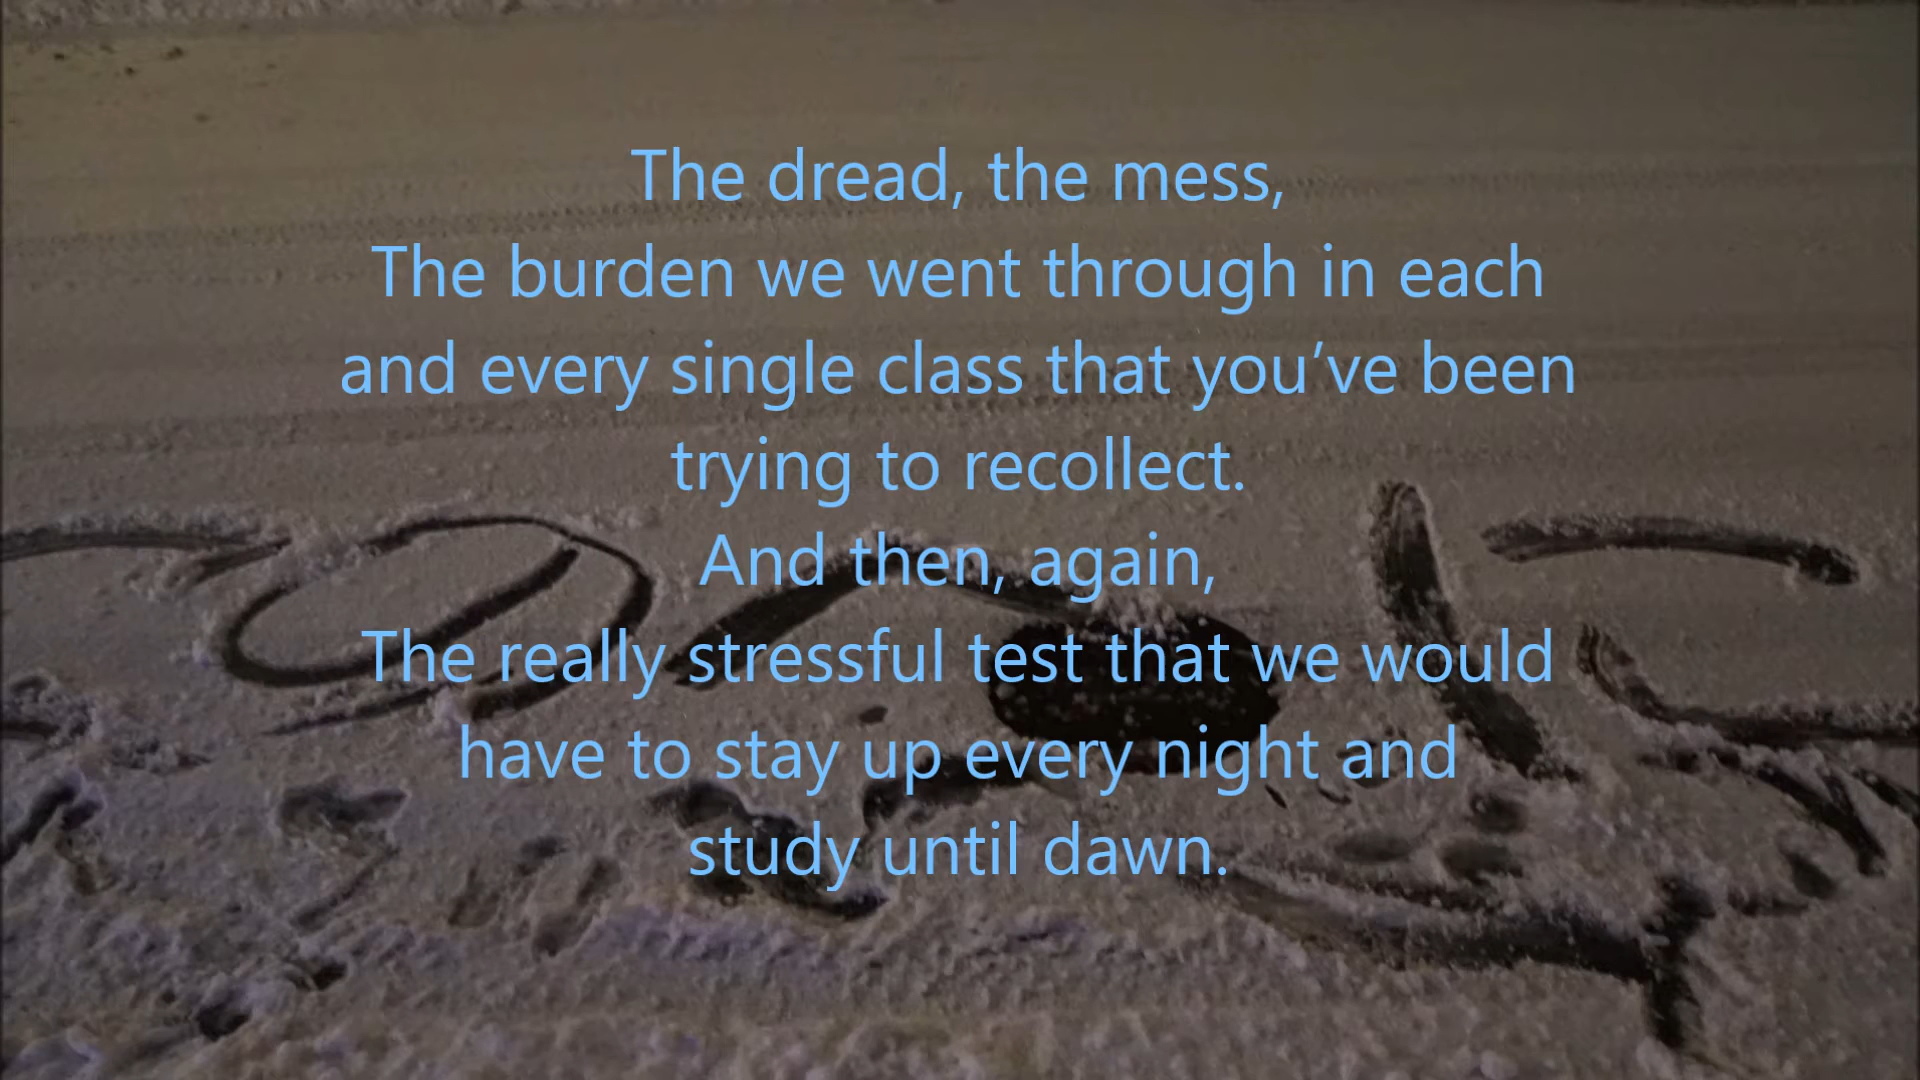 The dread, the mess,
The burden we went through in each
and every single class that you’ve been
trying to recollect.
And then, again,
The really stressful test that we would
have to stay up every night and
study until dawn.